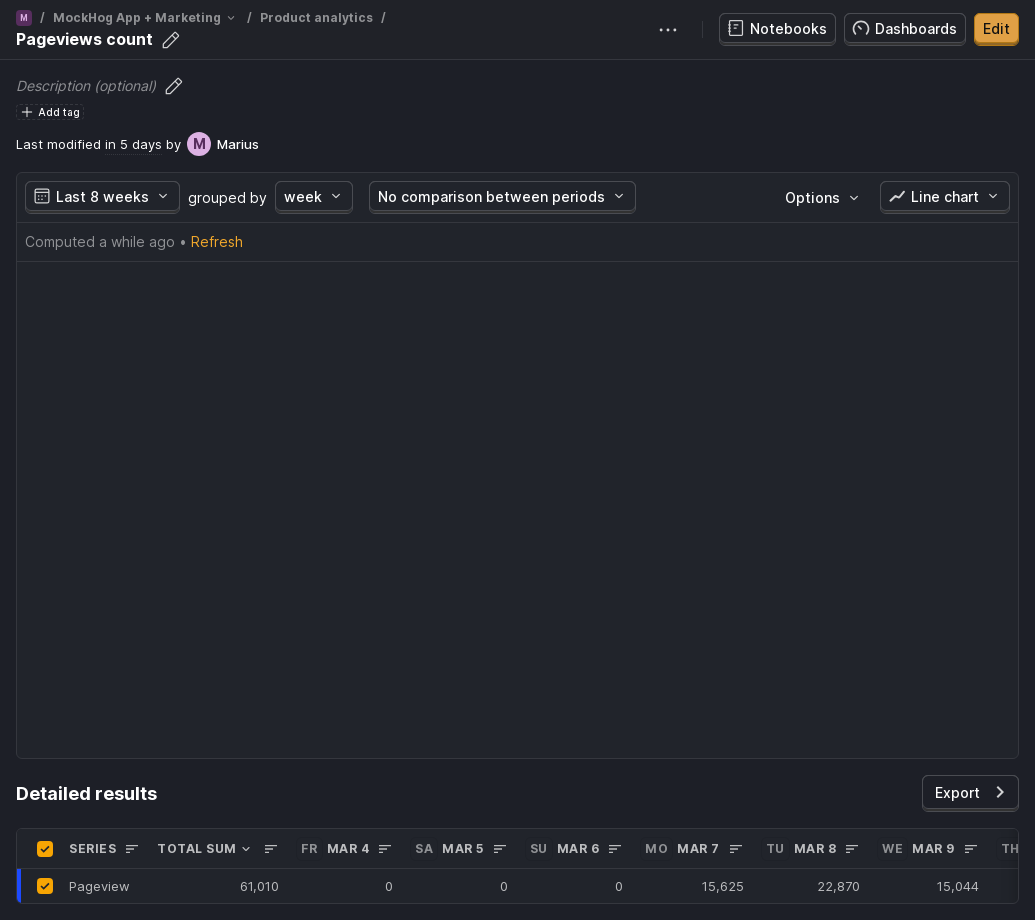 M / MockHog App + Marketing / Product analytics /
Pageviews count
Notebooks
Dashboards
Edit
Description (optional)
Add tag
Last modified in 5 days by M Marius
Last 8 weeks grouped by week No comparison between periods Options Line chart
Computed a while ago • Refresh
Detailed results
Export
SERIES TOTAL SUM FR MAR 4 SA MAR 5 SU MAR 6 MO MAR 7 TU MAR 8 WE MAR 9 TH
Pageview 61,010 0 0 0 15,625 22,870 15,044